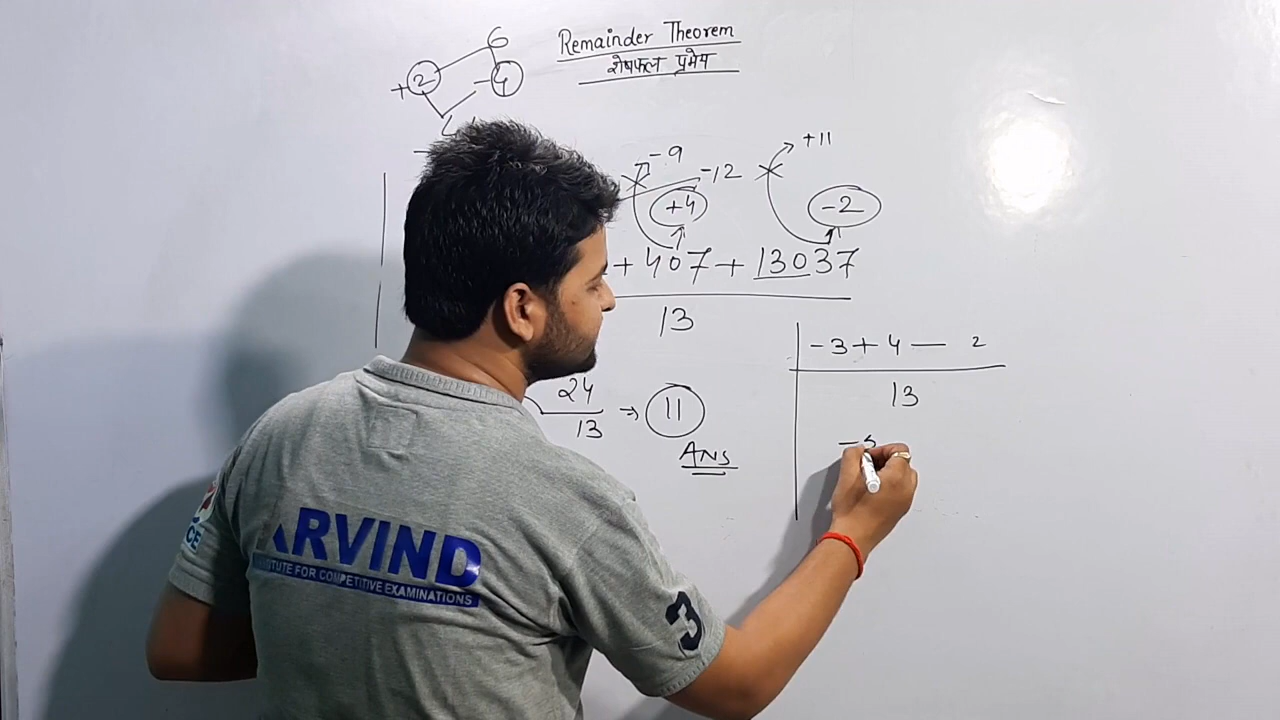 Remainder Theorem
शेषफल प्रमेय
6
+ 2 -4
+11
-9
-12
+4 -2
+ 407 + 13037
13
-3 + 4 — 2
13
24
13 → 11
Ans
ARVIND
TUTE FOR COMPETITIVE EXAMINATIONS
3